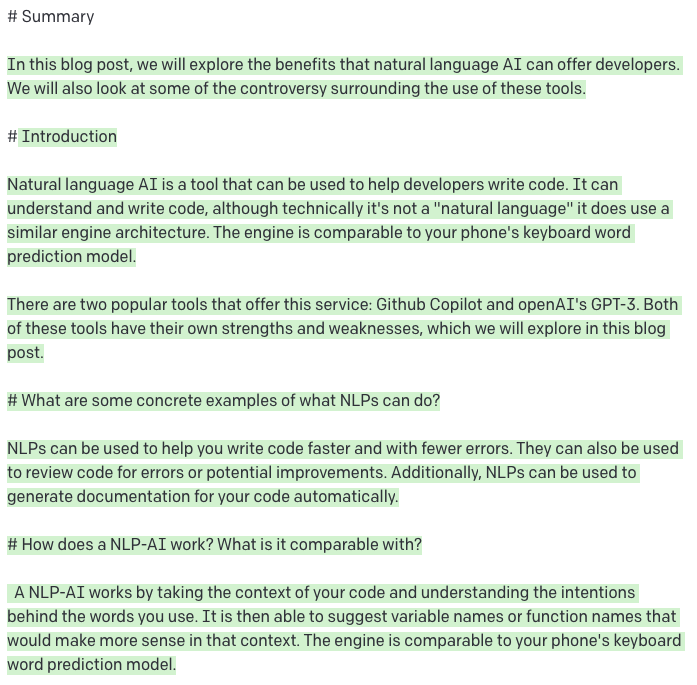 # Summary
In this blog post, we will explore the benefits that natural language AI can offer developers.
We will also look at some of the controversy surrounding the use of these tools.
# Introduction
Natural language AI is a tool that can be used to help developers write code. It can
understand and write code, although technically it's not a "natural language" it does use a
similar engine architecture. The engine is comparable to your phone's keyboard word
prediction model.
There are two popular tools that offer this service: Github Copilot and openAI's GPT-3. Both
of these tools have their own strengths and weaknesses, which we will explore in this blog
post.
# What are some concrete examples of what NLPs can do?
NLPs can be used to help you write code faster and with fewer errors. They can also be used
to review code for errors or potential improvements. Additionally, NLPs can be used to
generate documentation for your code automatically.
# How does a NLP-AI work? What is it comparable with?
A NLP-AI works by taking the context of your code and understanding the intentions
behind the words you use. It is then able to suggest variable names or function names that
would make more sense in that context. The engine is comparable to your phone's keyboard
word prediction model.